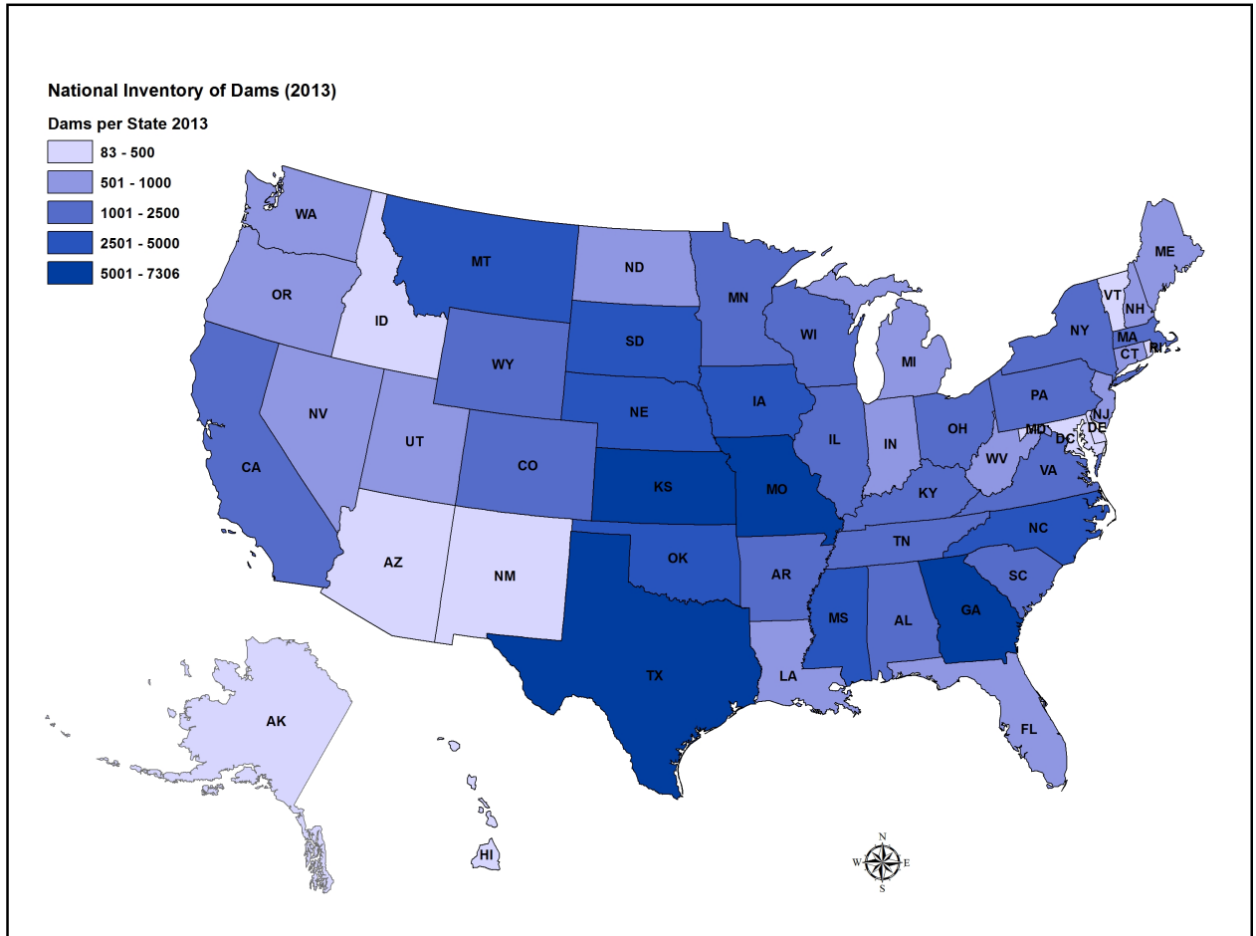 National Inventory of Dams (2013)
Dams per State 2013
83 - 500
501 - 1000
1001 - 2500
2501 - 5000
5001 - 7306
WA
MT
ND
MN
ME
OR
ID
SD
WI
MI
VT
NH
NY
MA
CT
RI
WY
NE
IA
PA
NV
UT
CO
IL
IN
OH
NJ
MD
DE
DC
CA
KS
MO
WV
VA
KY
AZ
NM
OK
AR
TN
NC
SC
MS
AL
GA
TX
LA
FL
AK
HI
N
W E
S